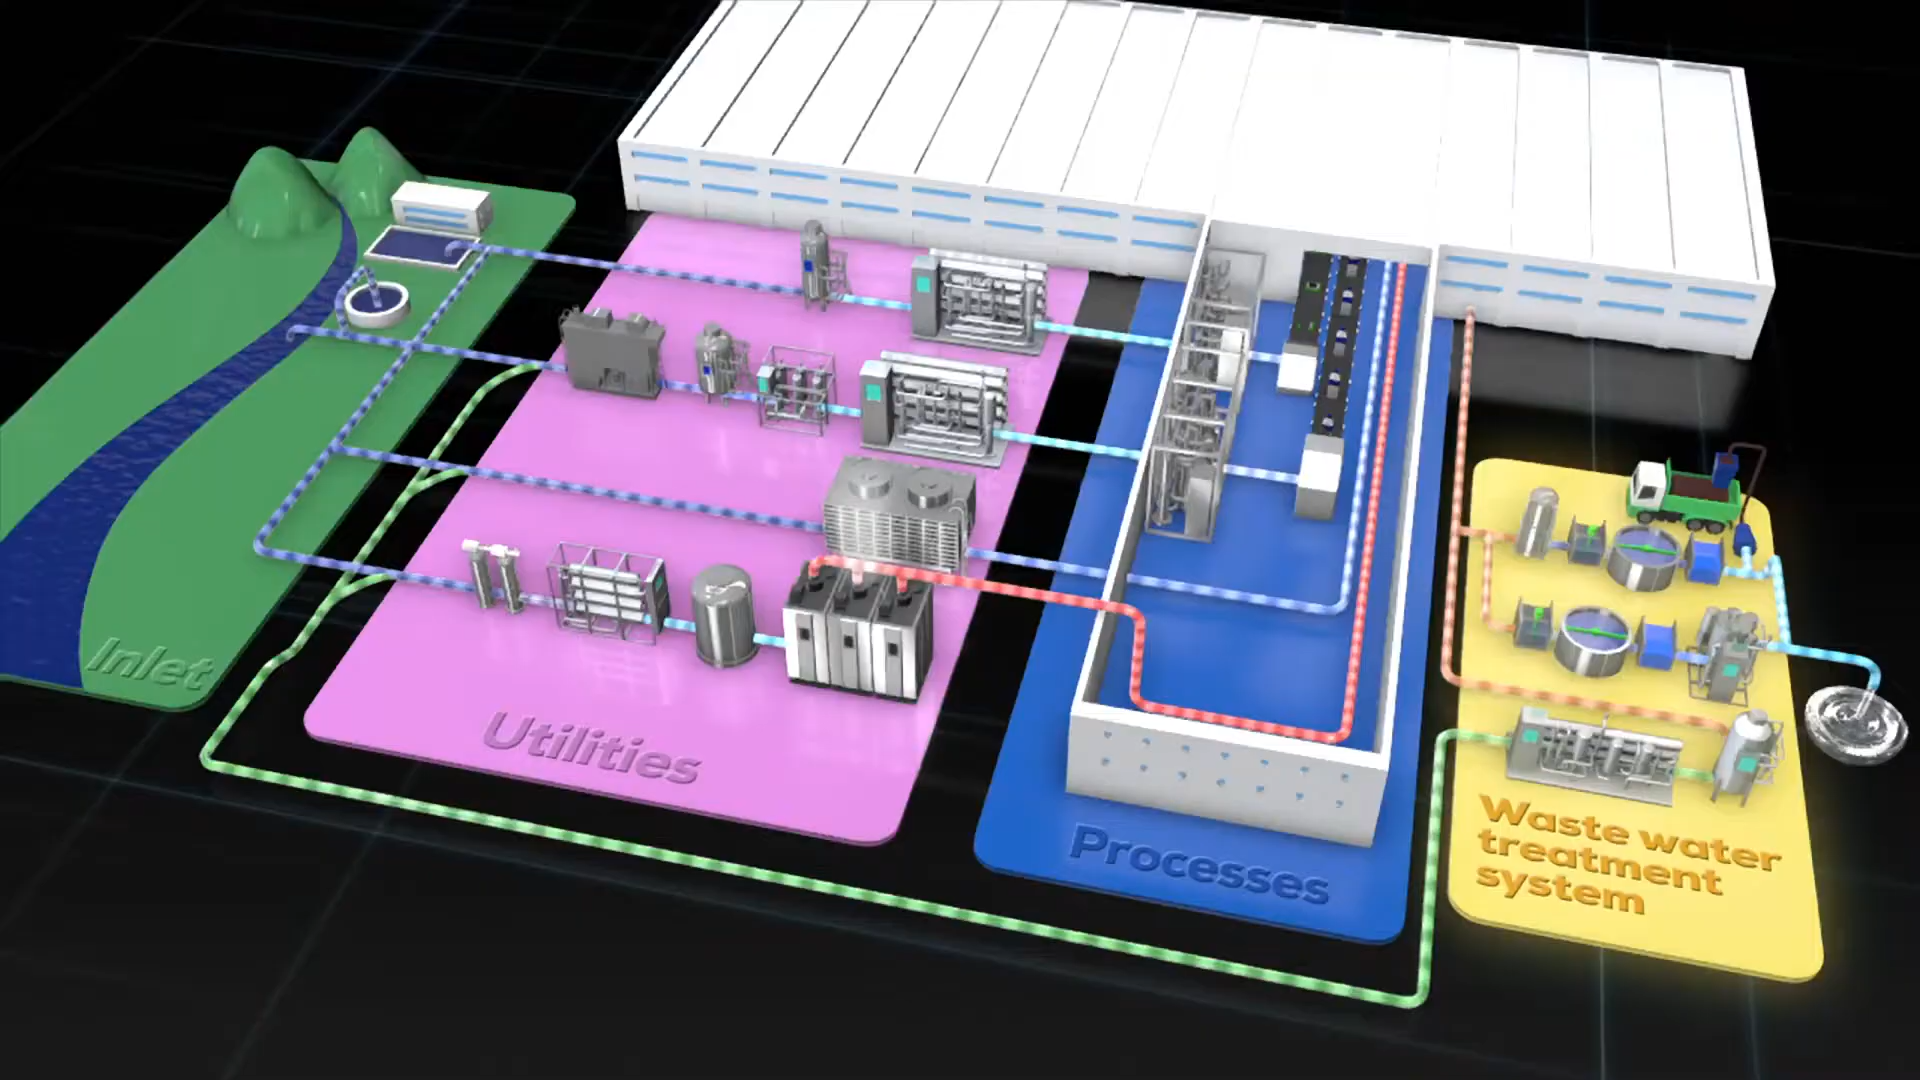 Inlet
Utilities
Processes
Waste water
treatment
system